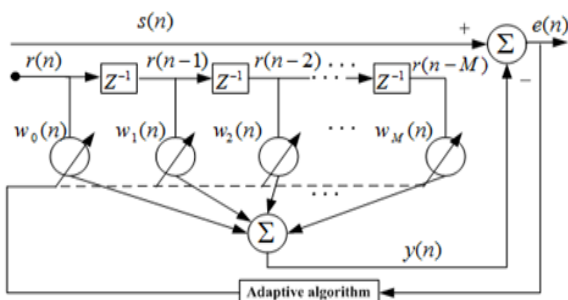 s(n)
+ Σ e(n)
r(n) Z⁻¹ r(n−1) Z⁻¹ r(n−2) ... ... Z⁻¹ r(n−M) −
w₀(n) w₁(n) w₂(n) ... w_M(n)
...
Σ
y(n)
Adaptive algorithm